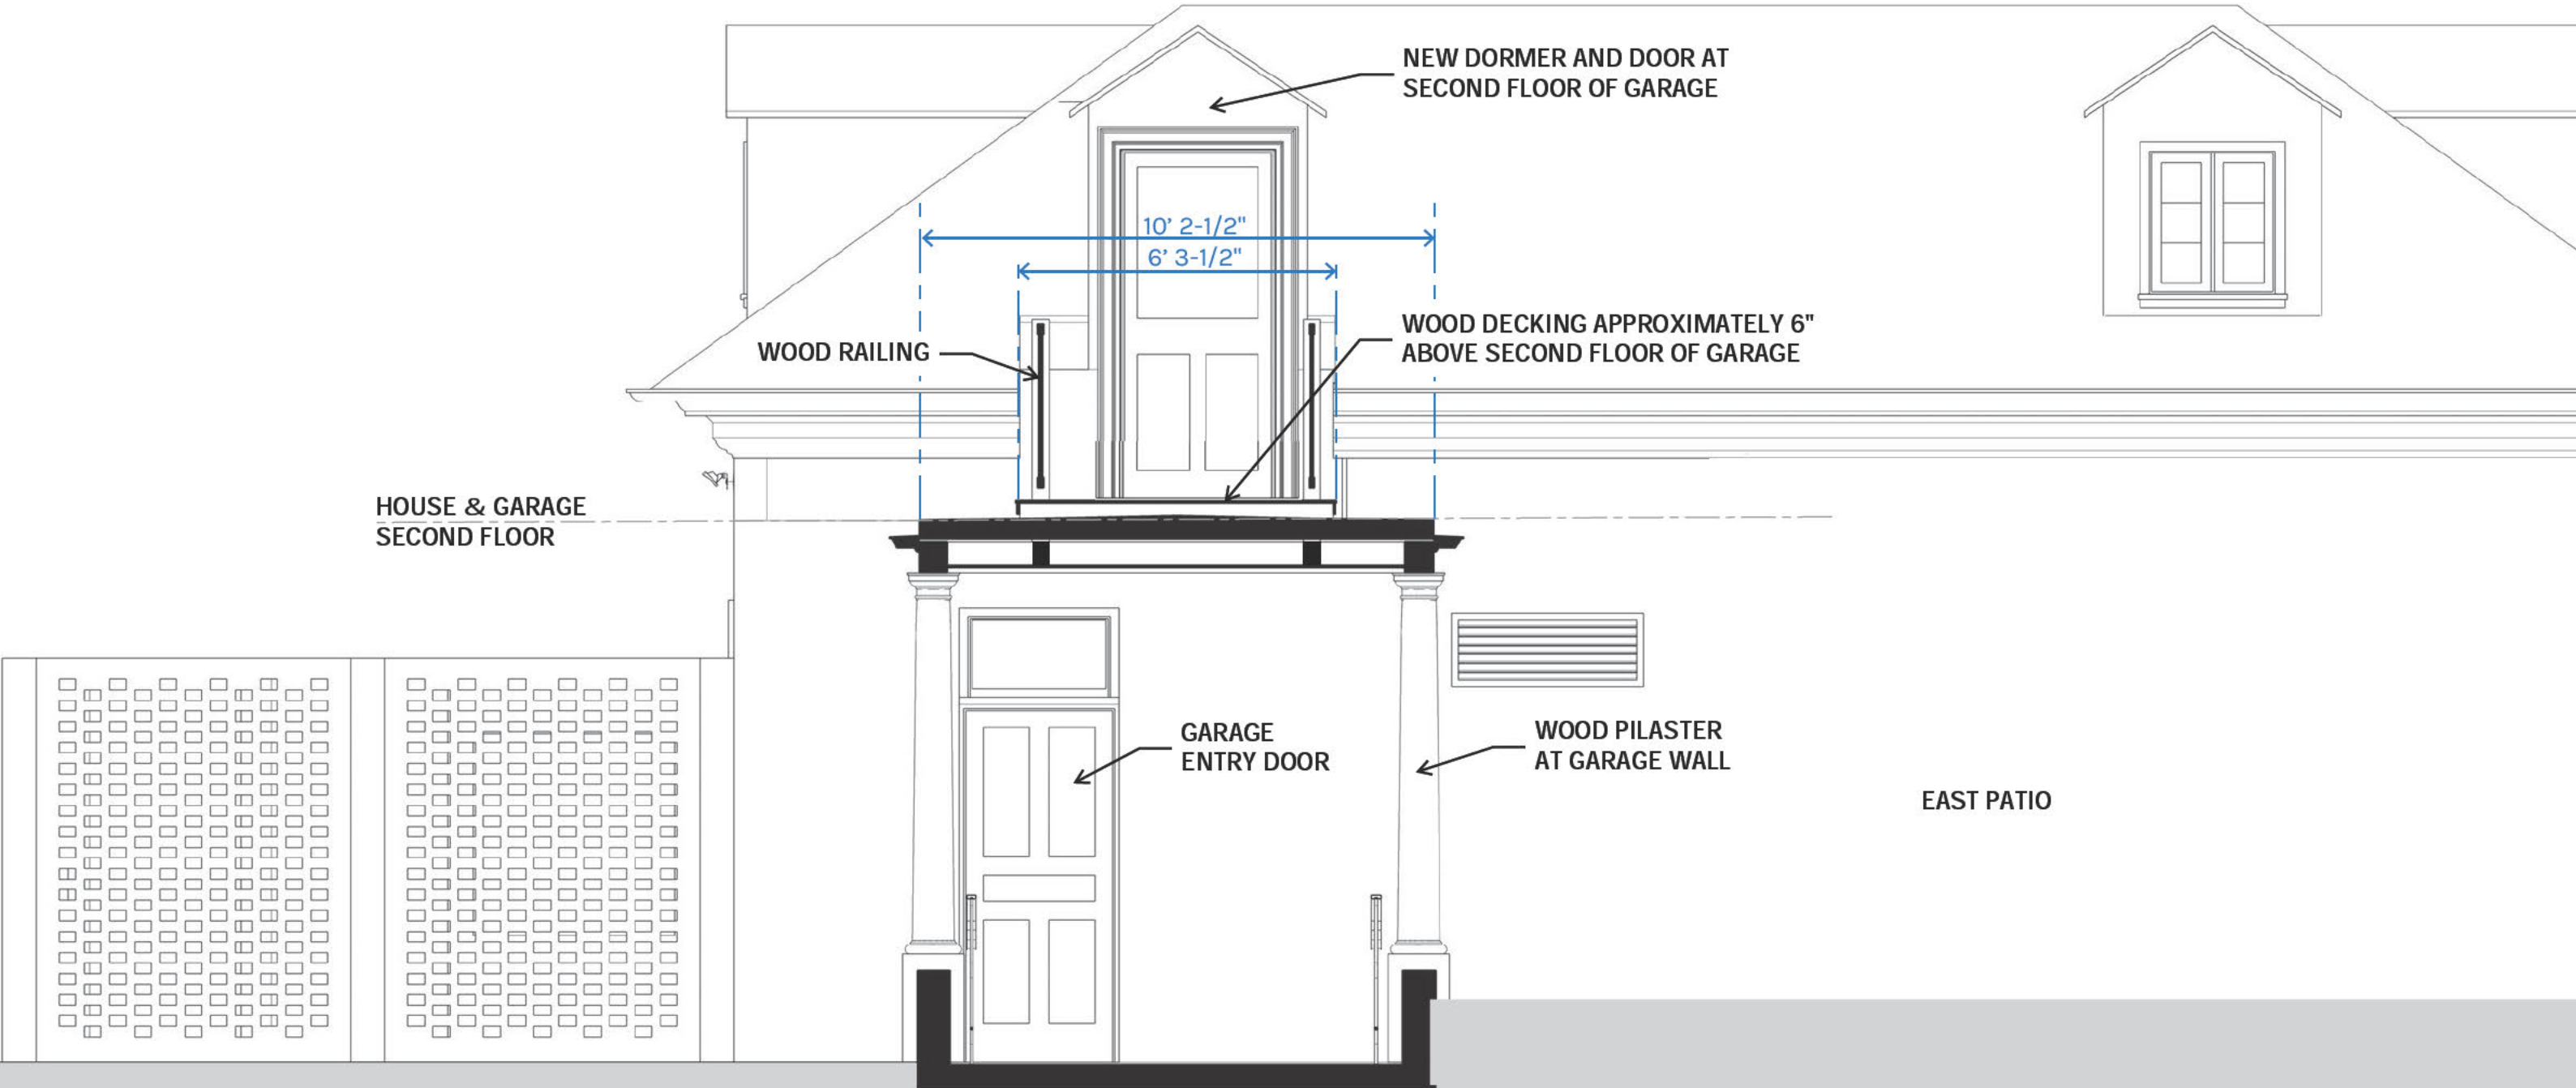 NEW DORMER AND DOOR AT
SECOND FLOOR OF GARAGE
10’ 2-1/2"
6’ 3-1/2"
WOOD DECKING APPROXIMATELY 6"
ABOVE SECOND FLOOR OF GARAGE
WOOD RAILING
HOUSE & GARAGE
SECOND FLOOR
GARAGE
ENTRY DOOR
WOOD PILASTER
AT GARAGE WALL
EAST PATIO